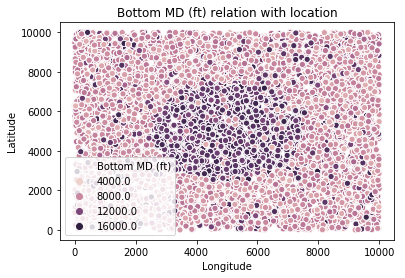 Bottom MD (ft) relation with location
10000
8000
6000
4000
2000
0
Latitude
Bottom MD (ft)
4000.0
8000.0
12000.0
16000.0
0 2000 4000 6000 8000 10000
Longitude